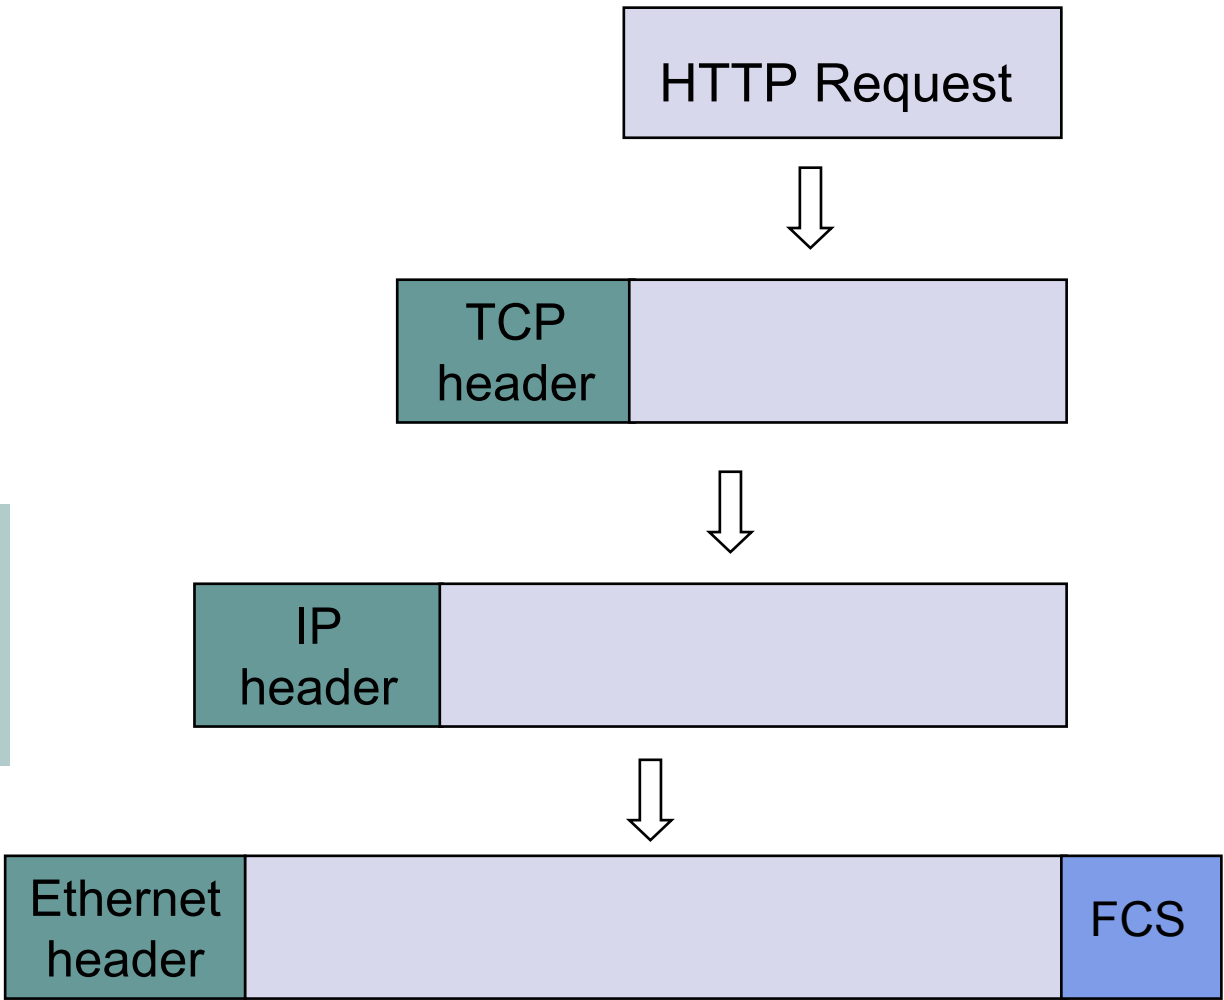 HTTP Request
TCP
header
IP
header
Ethernet
header
FCS